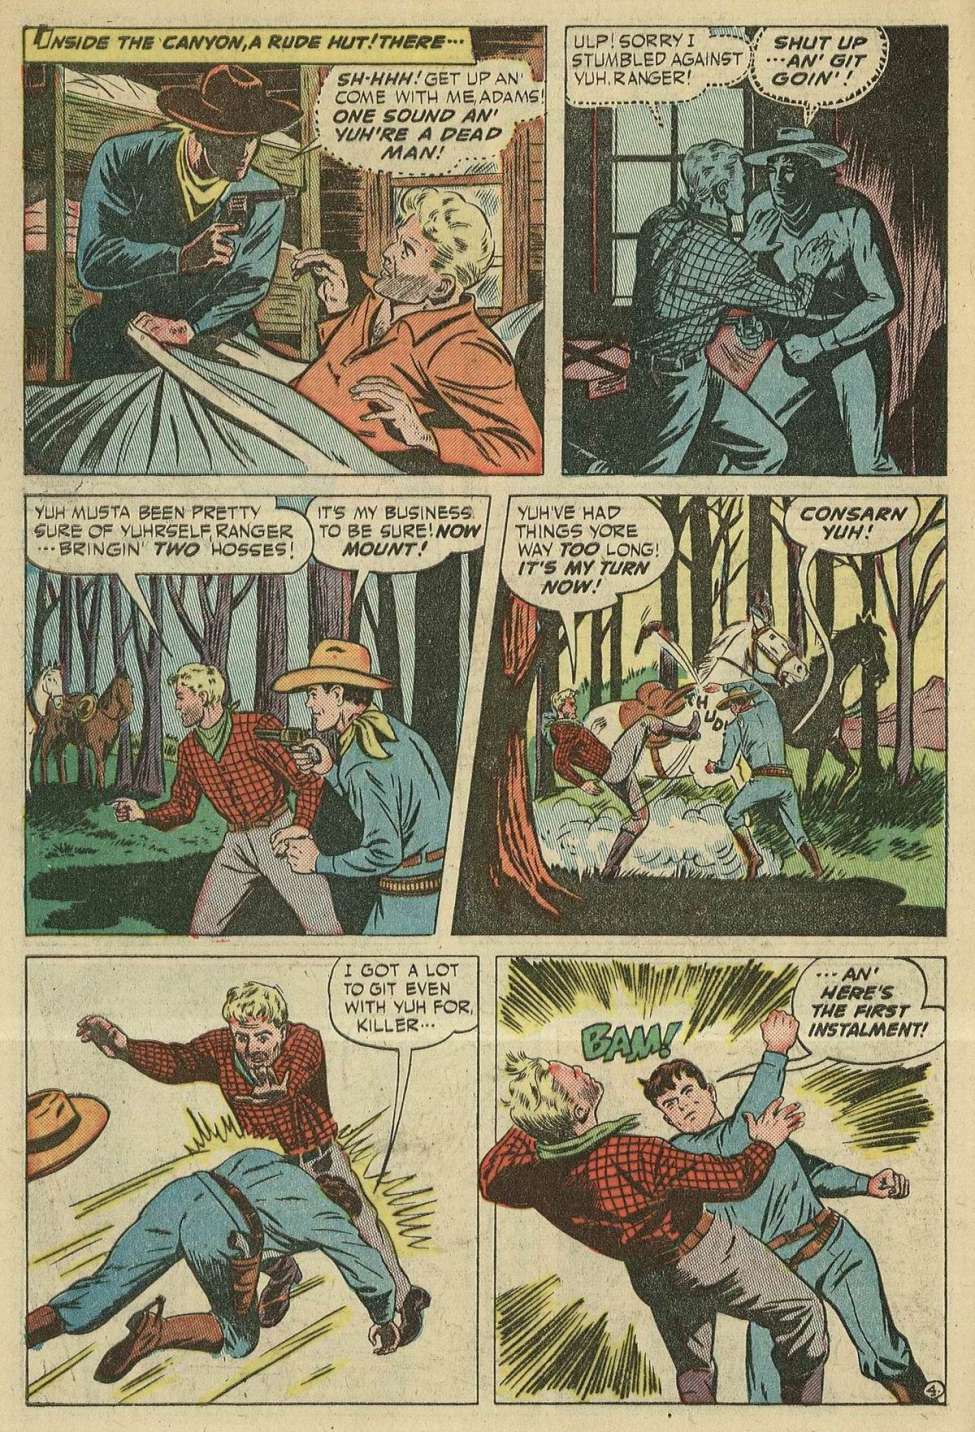 INSIDE THE CANYON, A RUDE HUT! THERE...
SH-HHH! GET UP AN'
COME WITH ME, ADAMS!
ONE SOUND AN'
YUH'RE A DEAD
MAN!
ULP! SORRY I
STUMBLED AGAINST
YUH, RANGER!
SHUT UP
...AN' GIT
GOIN'!
YUH MUSTA BEEN PRETTY
SURE OF YUHRSELF, RANGER
...BRINGIN' TWO HOSSES!
IT'S MY BUSINESS
TO BE SURE! NOW
MOUNT!
YUH'VE HAD
THINGS YORE
WAY TOO LONG!
IT'S MY TURN
NOW!
CONSARN
YUH!
THUD!
I GOT A LOT
TO GIT EVEN
WITH YUH FOR,
KILLER...
BAM!
...AN'
HERE'S
THE FIRST
INSTALMENT!
4.